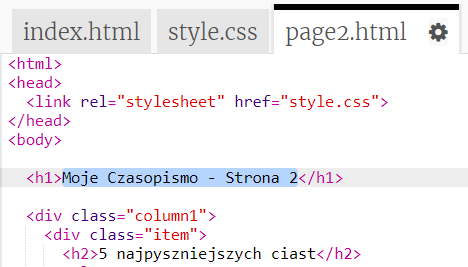 index.html style.css page2.html
<html>
<head>
<link rel="stylesheet" href="style.css">
</head>
<body>
<h1>Moje Czasopismo - Strona 2</h1>
<div class="column1">
<div class="item">
<h2>5 najpyszniejszych ciast</h2>